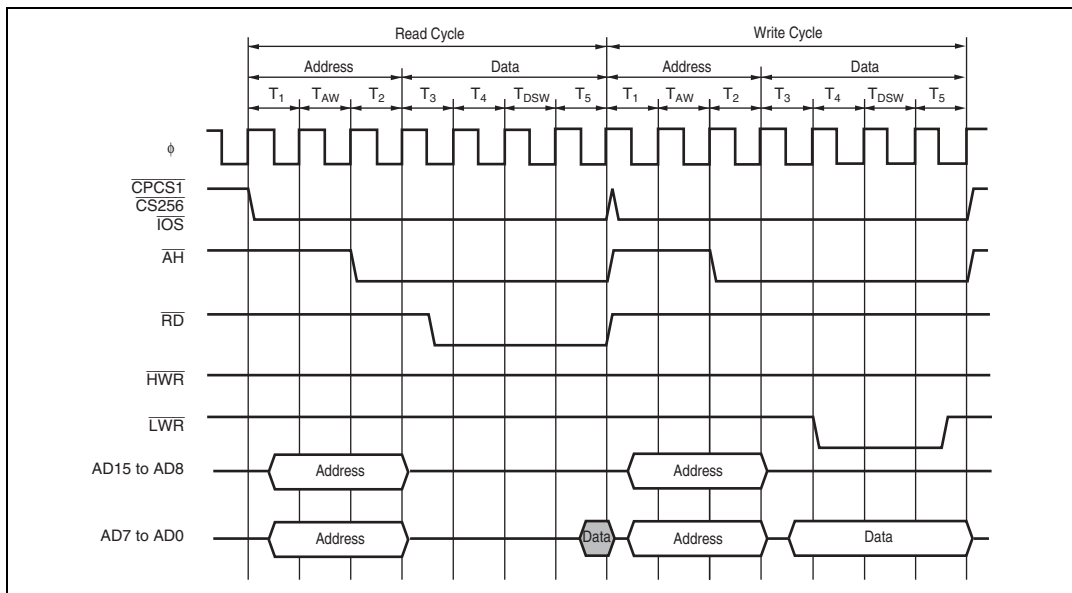 Read Cycle Write Cycle
Address Data Address Data
T1 TAW T2 T3 T4 TDSW T5 T1 TAW T2 T3 T4 TDSW T5
ϕ
CPCS1
CS256
IOS
AH
RD
HWR
LWR
AD15 to AD8 Address Address
AD7 to AD0 Address Data Address Data